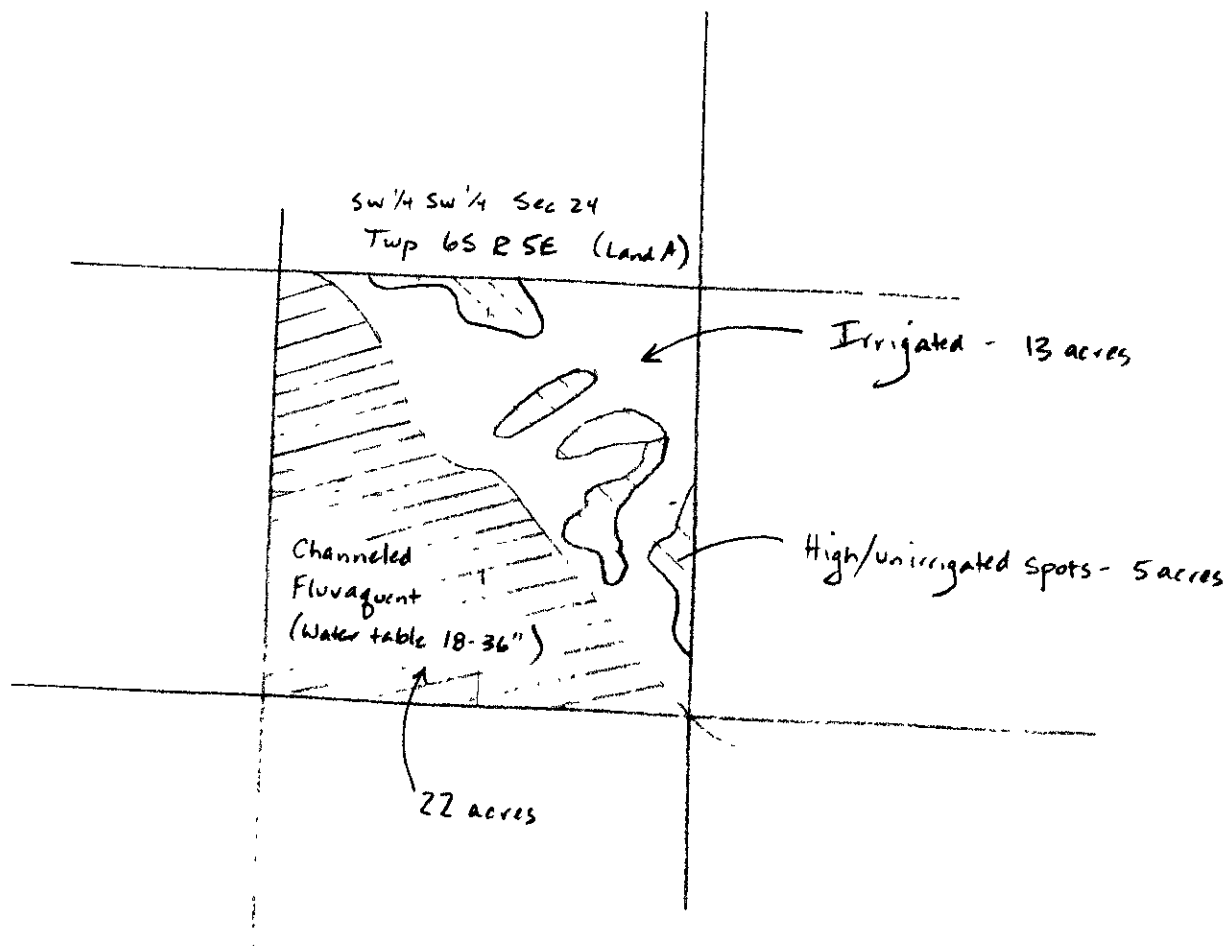 SW 1/4 SW 1/4 Sec 24
Twp 6S R 5E (Land A)
Irrigated - 13 acres
High/unirrigated spots - 5 acres
Channeled
Fluvaquent
(Water table 18-36")
22 acres